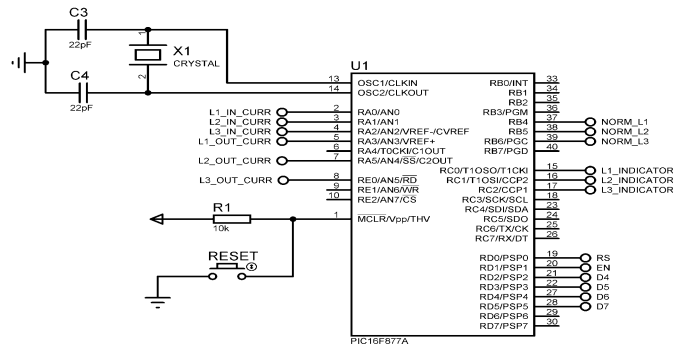 C3
22pF
X1
CRYSTAL
1
2
C4
22pF
U1
13 OSC1/CLKIN
14 OSC2/CLKOUT
L1_IN_CURR 2 RA0/AN0
L2_IN_CURR 3 RA1/AN1
L3_IN_CURR 4 RA2/AN2/VREF-/CVREF
L1_OUT_CURR 5 RA3/AN3/VREF+
6 RA4/T0CKI/C1OUT
L2_OUT_CURR 7 RA5/AN4/SS/C2OUT
L3_OUT_CURR 8 RE0/AN5/RD
9 RE1/AN6/WR
10 RE2/AN7/CS
1 MCLR/Vpp/THV
R1
10k
RESET
RB0/INT 33
RB1 34
RB2 35
RB3/PGM 36
RB4 37 NORM_L1
RB5 38 NORM_L2
RB6/PGC 39 NORM_L3
RB7/PGD 40
RC0/T1OSO/T1CKI 15 L1_INDICATOR
RC1/T1OSI/CCP2 16 L2_INDICATOR
RC2/CCP1 17 L3_INDICATOR
RC3/SCK/SCL 18
RC4/SDI/SDA 23
RC5/SDO 24
RC6/TX/CK 25
RC7/RX/DT 26
RD0/PSP0 19 RS
RD1/PSP1 20 EN
RD2/PSP2 21 D4
RD3/PSP3 22 D5
RD4/PSP4 27 D6
RD5/PSP5 28 D7
RD6/PSP6 29
RD7/PSP7 30
PIC16F877A